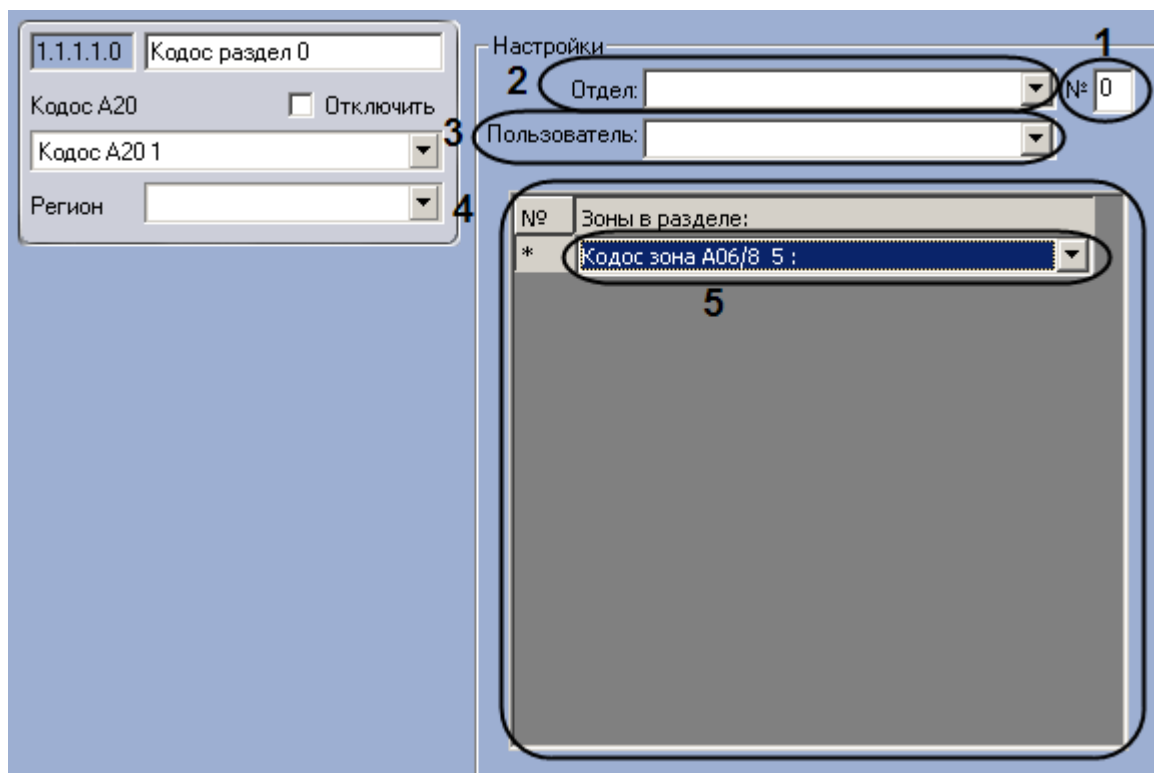 1.1.1.1.0 Кодос раздел 0
Кодос А20 Отключить
Кодос А20 1
Регион
4
Настройки
1
2 Отдел: № 0
3 Пользователь:
№ Зоны в разделе:
* Кодос зона А06/8 5 :
5